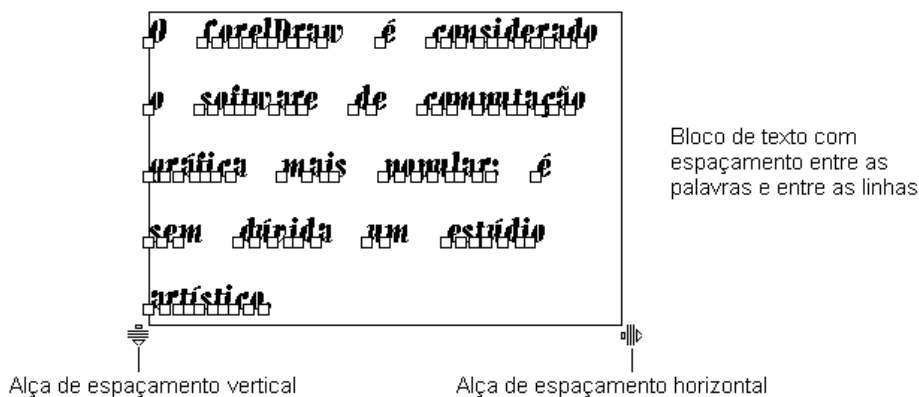 O CorelDraw é considerado
o software de computação
gráfica mais popular; é
sem dúvida um estúdio
artístico.
Bloco de texto com
espaçamento entre as
palavras e entre as linhas
Alça de espaçamento vertical
Alça de espaçamento horizontal